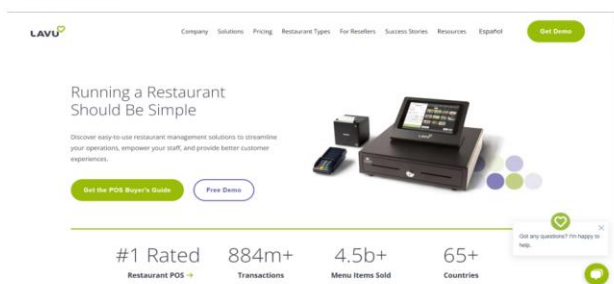 LAVU
Company Solutions Pricing Restaurant Types For Resellers Success Stories Resources Español Get Demo
Running a Restaurant
Should Be Simple
Discover easy-to-use restaurant management solutions to streamline
your operations, empower your staff, and provide better customer
experiences.
Get the POS Buyer's Guide Free Demo
#1 Rated 884m+ 4.5b+ 65+
Restaurant POS → Transactions Menu Items Sold Countries
Got any questions? I'm happy to
help.